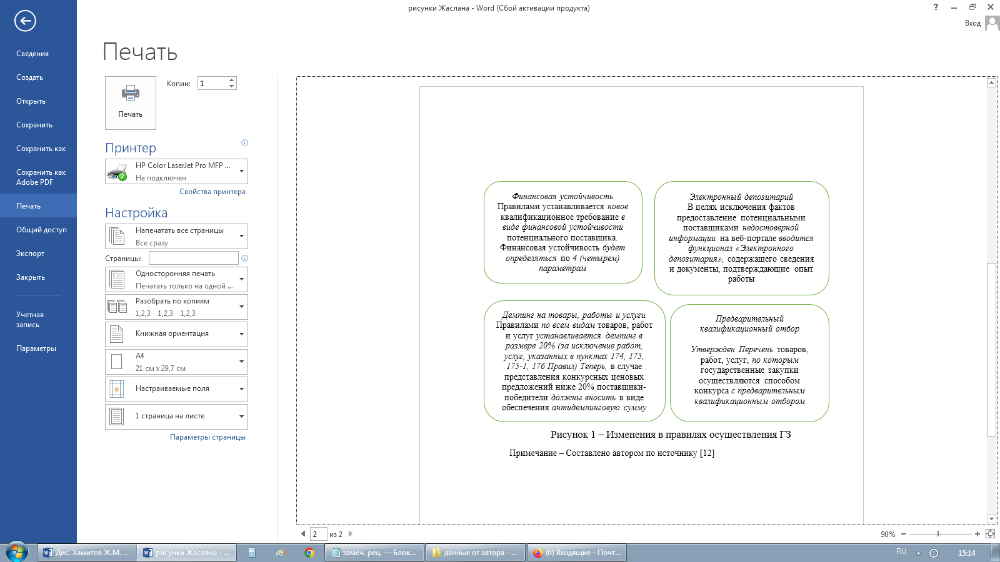 рисунки Жаслана - Word (Сбой активации продукта)
?
Вход
Сведения
Создать
Открыть
Сохранить
Сохранить как
Сохранить как
Adobe PDF
Печать
Общий доступ
Экспорт
Закрыть
Учетная
запись
Параметры
Печать
Печать
Копии:
1
Принтер
HP Color LaserJet Pro MFP ...
Не подключен
Свойства принтера
Настройка
Напечатать все страницы
Все сразу
Страницы:
Односторонняя печать
Печатать только на одной ...
Разобрать по копиям
1,2,3 1,2,3 1,2,3
Книжная ориентация
A4
21 см x 29,7 см
Настраиваемые поля
1 страница на листе
Параметры страницы
Финансовая устойчивость
Правилами устанавливается новое
квалификационное требование в
виде финансовой устойчивости
потенциального поставщика.
Финансовая устойчивость будет
определяться по 4 (четырем)
параметрам
Электронный депозитарий
В целях исключения фактов
предоставление потенциальными
поставщиками недостоверной
информации на веб-портале вводится
функционал «Электронного
депозитария», содержащего сведения
и документы, подтверждающие опыт
работы
Демпинг на товары, работы и услуги
Правилами по всем видам товаров, работ
и услуг устанавливается демпинг в
размере 20% (за исключение работ,
услуг, указанных в пунктах 174, 175,
175-1, 176 Правил) Теперь, в случае
представления конкурсных ценовых
предложений ниже 20% поставщики-
победители должны вносить в виде
обеспечения антидемпинговую сумму
Предварительный
квалификационный отбор
Утвержден Перечень товаров,
работ, услуг, по которым
государственные закупки
осуществляются способом
конкурса с предварительным
квалификационным отбором
Рисунок 1 – Изменения в правилах осуществления ГЗ
Примечание – Составлено автором по источнику [12]
2 из 2
90%
Дис. Хамитов Ж.М. ...
рисунки Жаслана - ...
замеч. рец. — Блок...
данные от автора - ...
(6) Входящие - Почт...
RU
15:14